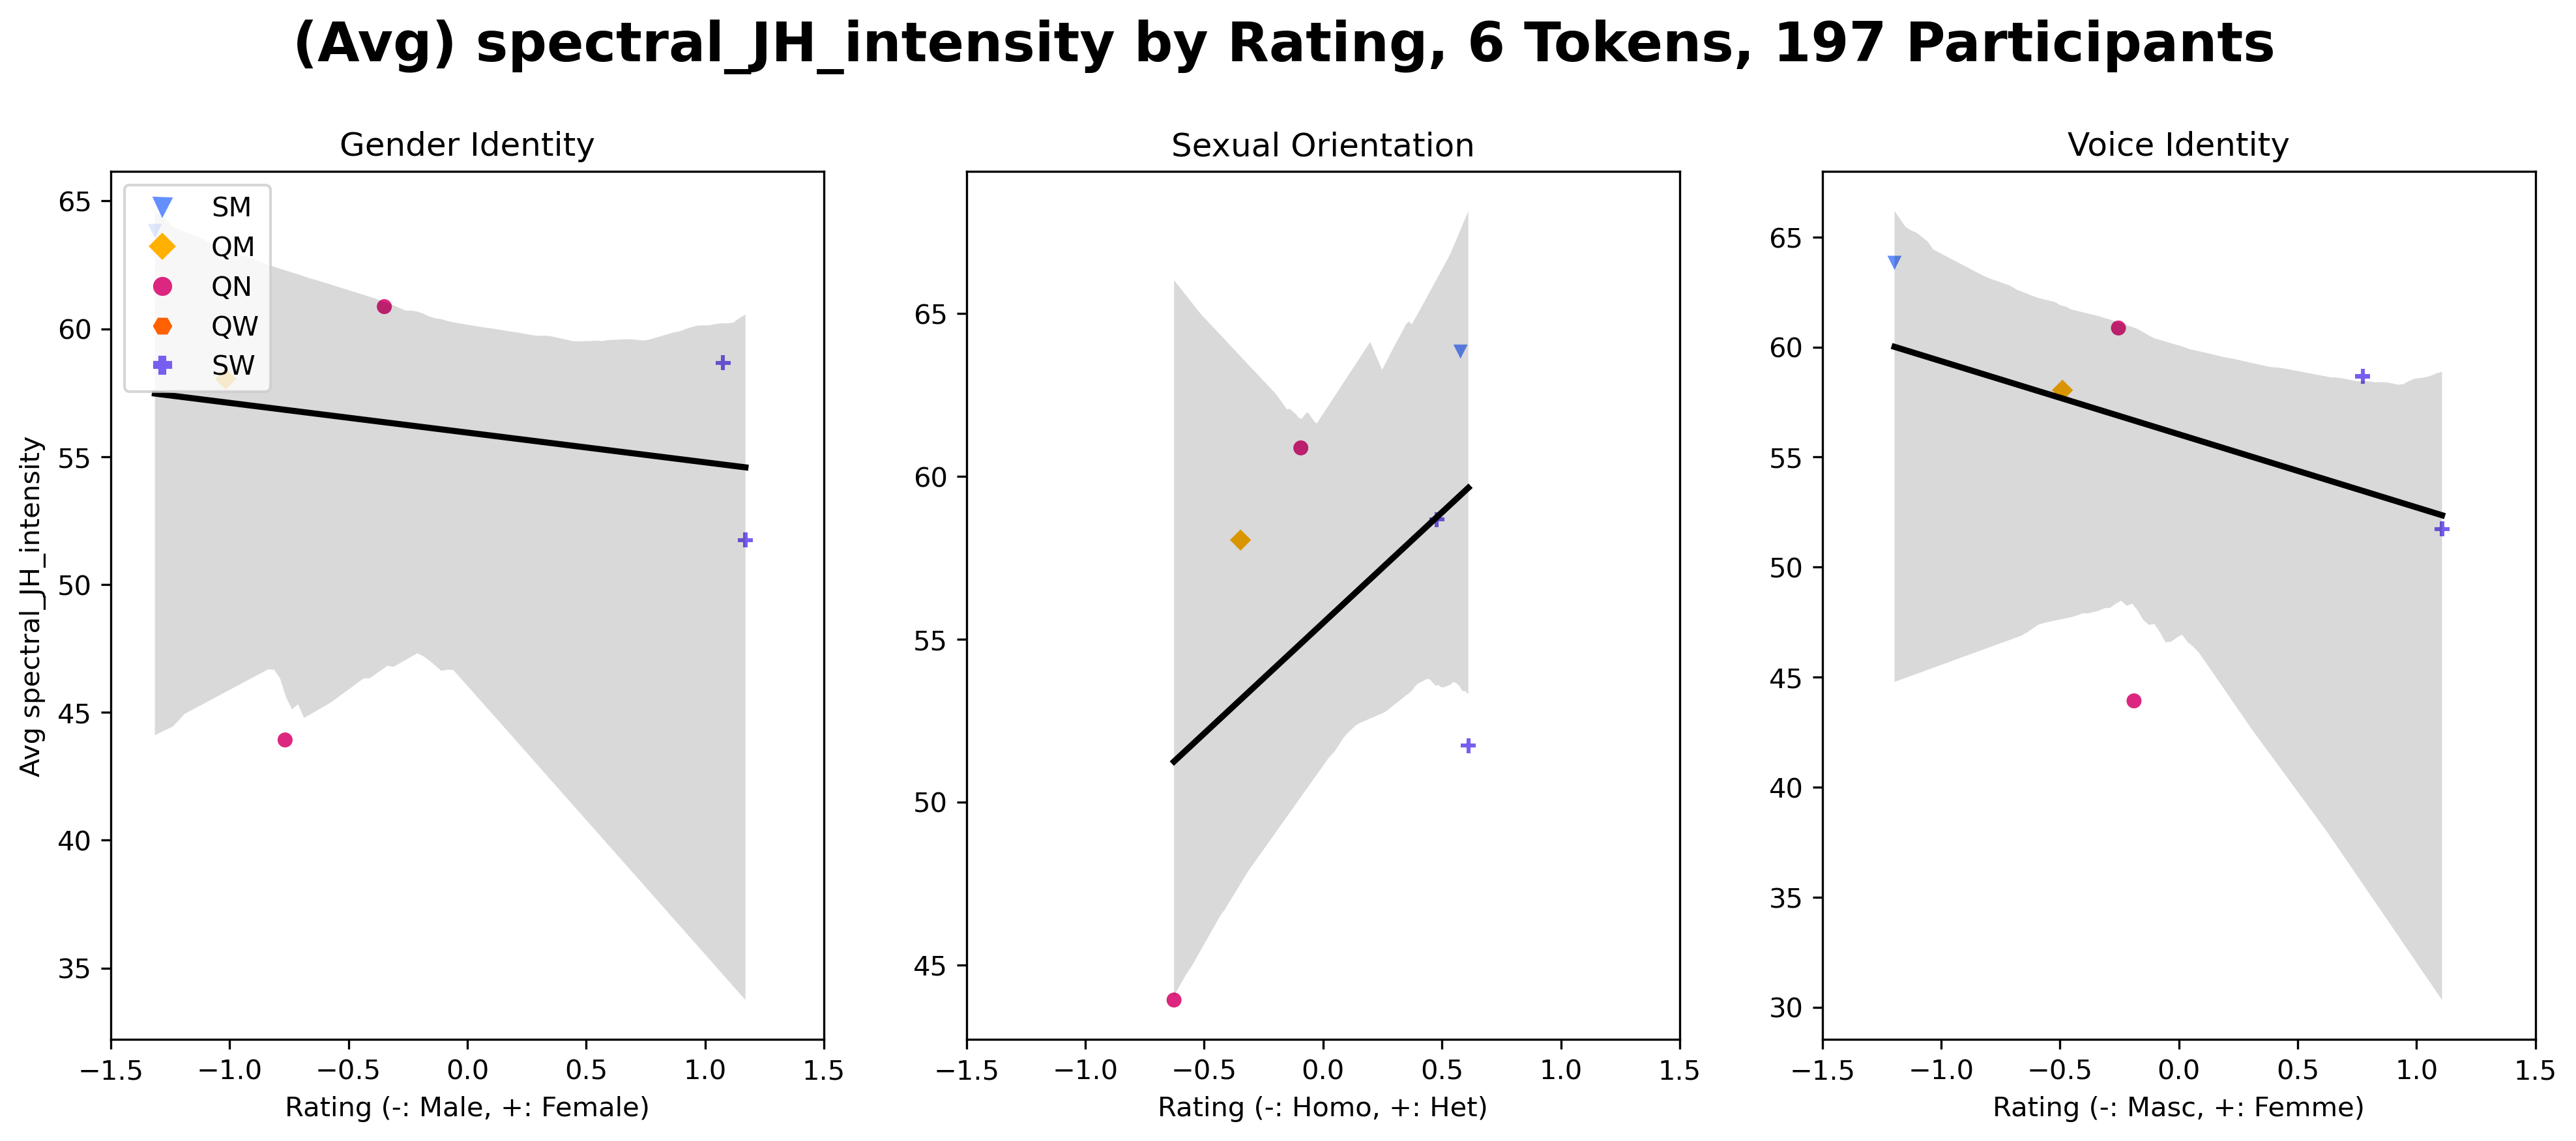 (Avg) spectral_JH_intensity by Rating, 6 Tokens, 197 Participants
Gender Identity
SM
QM
QN
QW
SW
65
60
55
50
45
40
35
Avg spectral_JH_intensity
−1.5 −1.0 −0.5 0.0 0.5 1.0 1.5
Rating (-: Male, +: Female)
Sexual Orientation
65
60
55
50
45
−1.5 −1.0 −0.5 0.0 0.5 1.0 1.5
Rating (-: Homo, +: Het)
Voice Identity
65
60
55
50
45
40
35
30
−1.5 −1.0 −0.5 0.0 0.5 1.0 1.5
Rating (-: Masc, +: Femme)